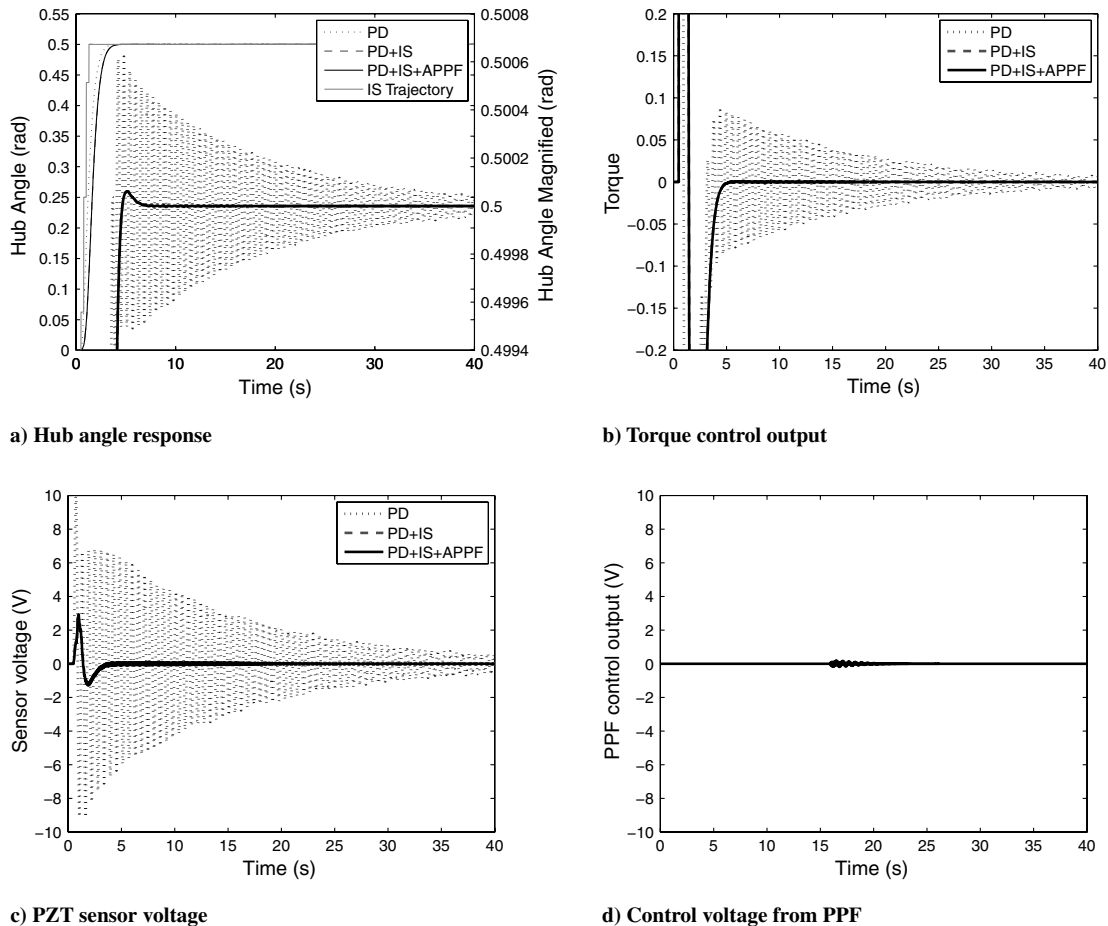 0.55
0.5
0.45
0.4
0.35
0.3
0.25
0.2
0.15
0.1
0.05
0
Hub Angle (rad)
0 10 20 30 40
Time (s)
0.5008
0.5006
0.5004
0.5002
0.5
0.4998
0.4996
0.4994
Hub Angle Magnified (rad)
PD
PD+IS
PD+IS+APPF
IS Trajectory
a) Hub angle response
0.2
0.15
0.1
0.05
0
−0.05
−0.1
−0.15
−0.2
Torque
0 5 10 15 20 25 30 35 40
Time (s)
PD
PD+IS
PD+IS+APPF
b) Torque control output
10
8
6
4
2
0
−2
−4
−6
−8
−10
Sensor voltage (V)
0 5 10 15 20 25 30 35 40
Time (s)
PD
PD+IS
PD+IS+APPF
c) PZT sensor voltage
10
8
6
4
2
0
−2
−4
−6
−8
−10
PPF control output (V)
0 5 10 15 20 25 30 35 40
Time (s)
d) Control voltage from PPF